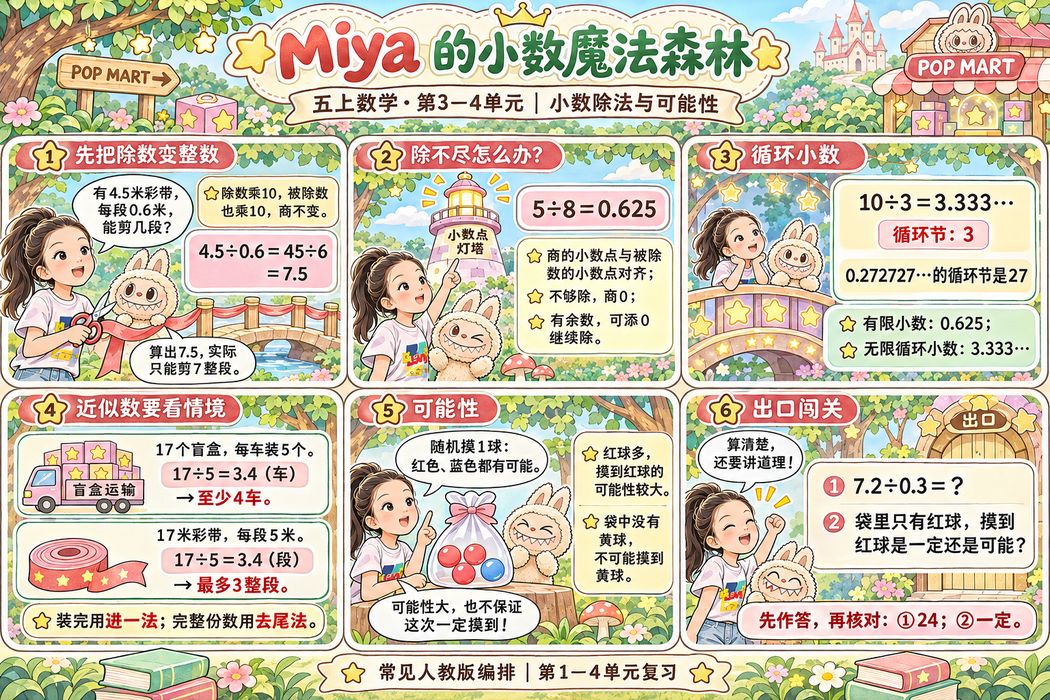 Miya的小数魔法森林
五上数学·第3—4单元｜小数除法与可能性
POP MART
POP MART
1 先把除数变整数
有4.5米彩带，
每段0.6米，
能剪几段？
除数乘10，被除数
也乘10，商不变。
4.5÷0.6＝45÷6
＝7.5
算出7.5，实际
只能剪7整段。
2 除不尽怎么办？
小数点
灯塔
5÷8＝0.625
商的小数点与被除
数的小数点对齐；
不够除，商0；
有余数，可添0
继续除。
3 循环小数
10÷3＝3.333…
循环节：3
0.272727…的循环节是27
有限小数：0.625；
无限循环小数：3.333…
4 近似数要看情境
盲盒运输
17个盲盒，每车装5个。
17÷5＝3.4（车）
→至少4车。
17米彩带，每段5米。
17÷5＝3.4（段）
→最多3整段。
装完用进一法；完整份数用去尾法。
5 可能性
随机摸1球：
红色、蓝色都有可能。
红球多，
摸到红球的
可能性较大。
袋中没有
黄球，
不可能摸到
黄球。
可能性大，也不保证
这次一定摸到！
6 出口闯关
出口
算清楚，
还要讲道理！
1 7.2÷0.3＝？
2 袋里只有红球，摸到
红球是一定还是可能？
先作答，再核对：①24；②一定。
常见人教版编排｜第1—4单元复习